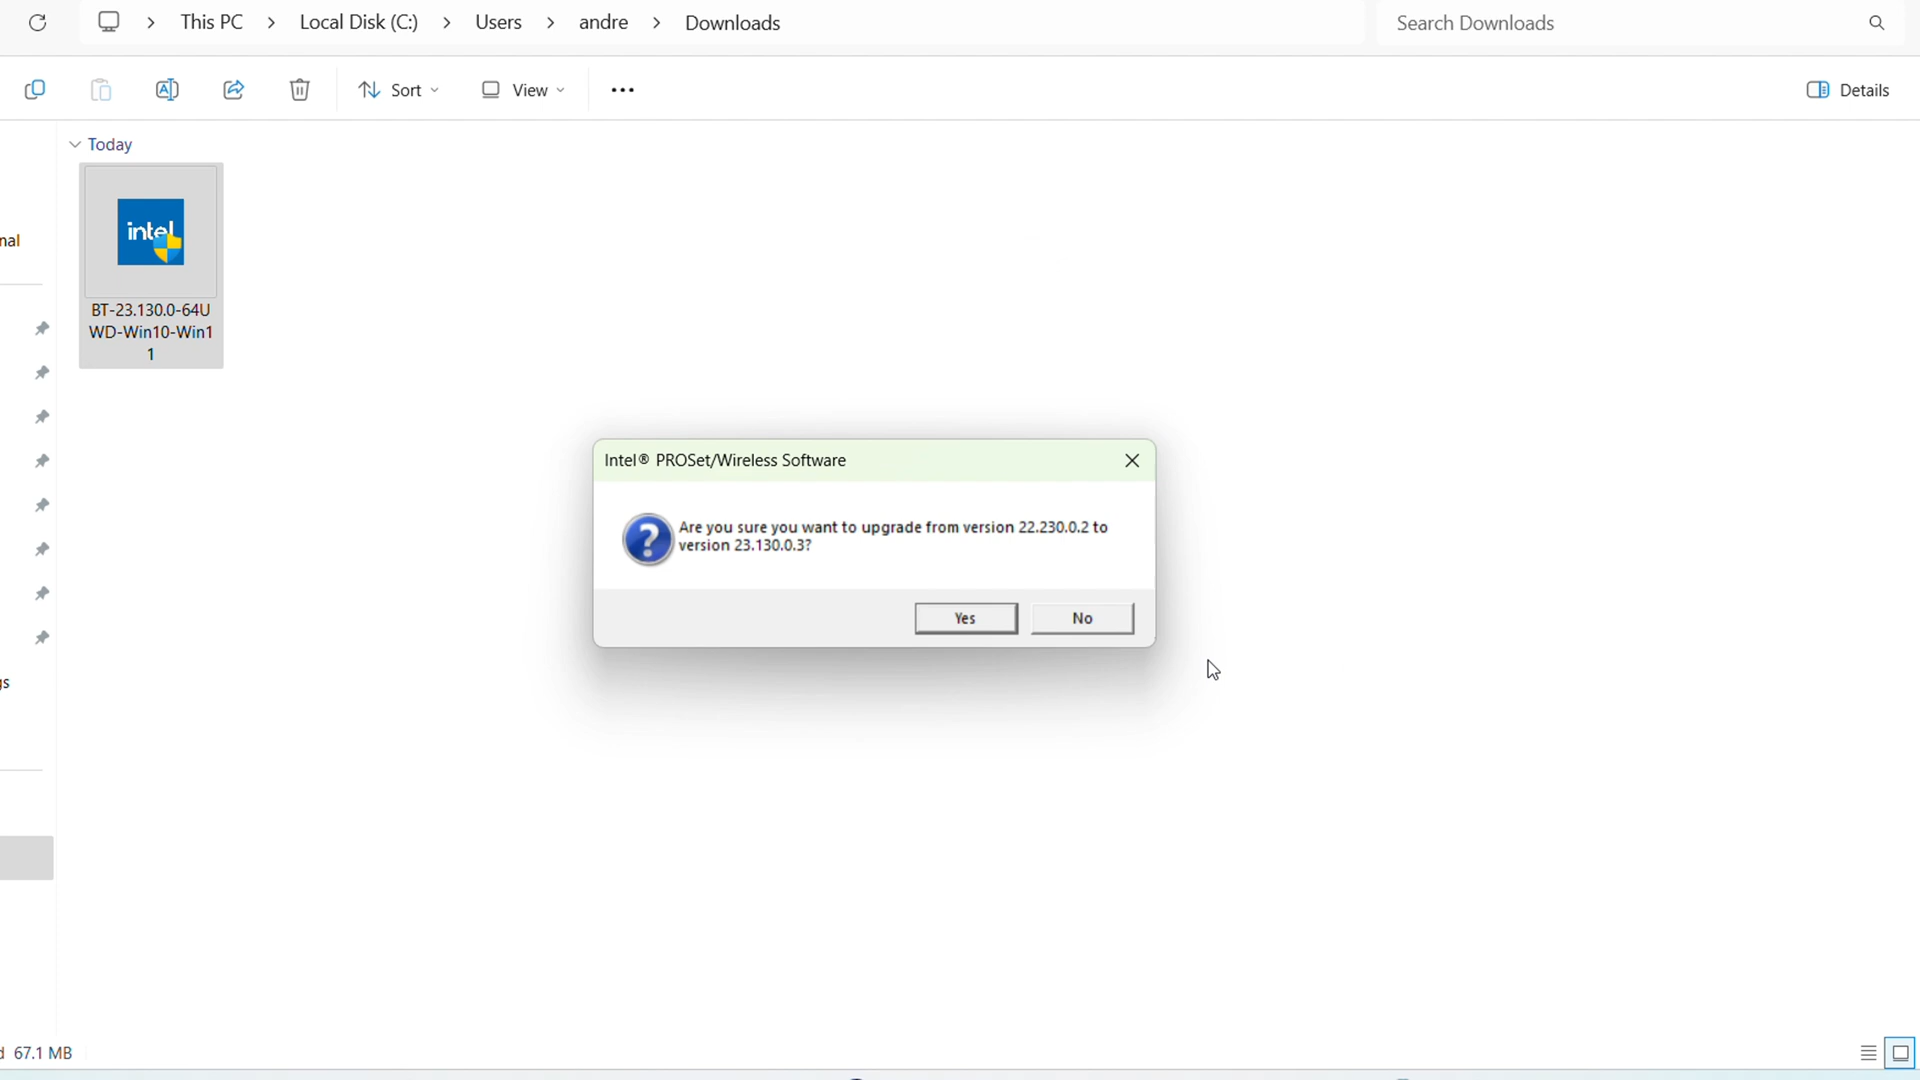 This PC > Local Disk (C:) > Users > andre > Downloads
Search Downloads
Sort
View
Details
Today
intel
BT-23.130.0-64U
WD-Win10-Win1
1
nal
gs
Intel® PROSet/Wireless Software
Are you sure you want to upgrade from version 22.230.0.2 to
version 23.130.0.3?
Yes
No
d 67.1 MB